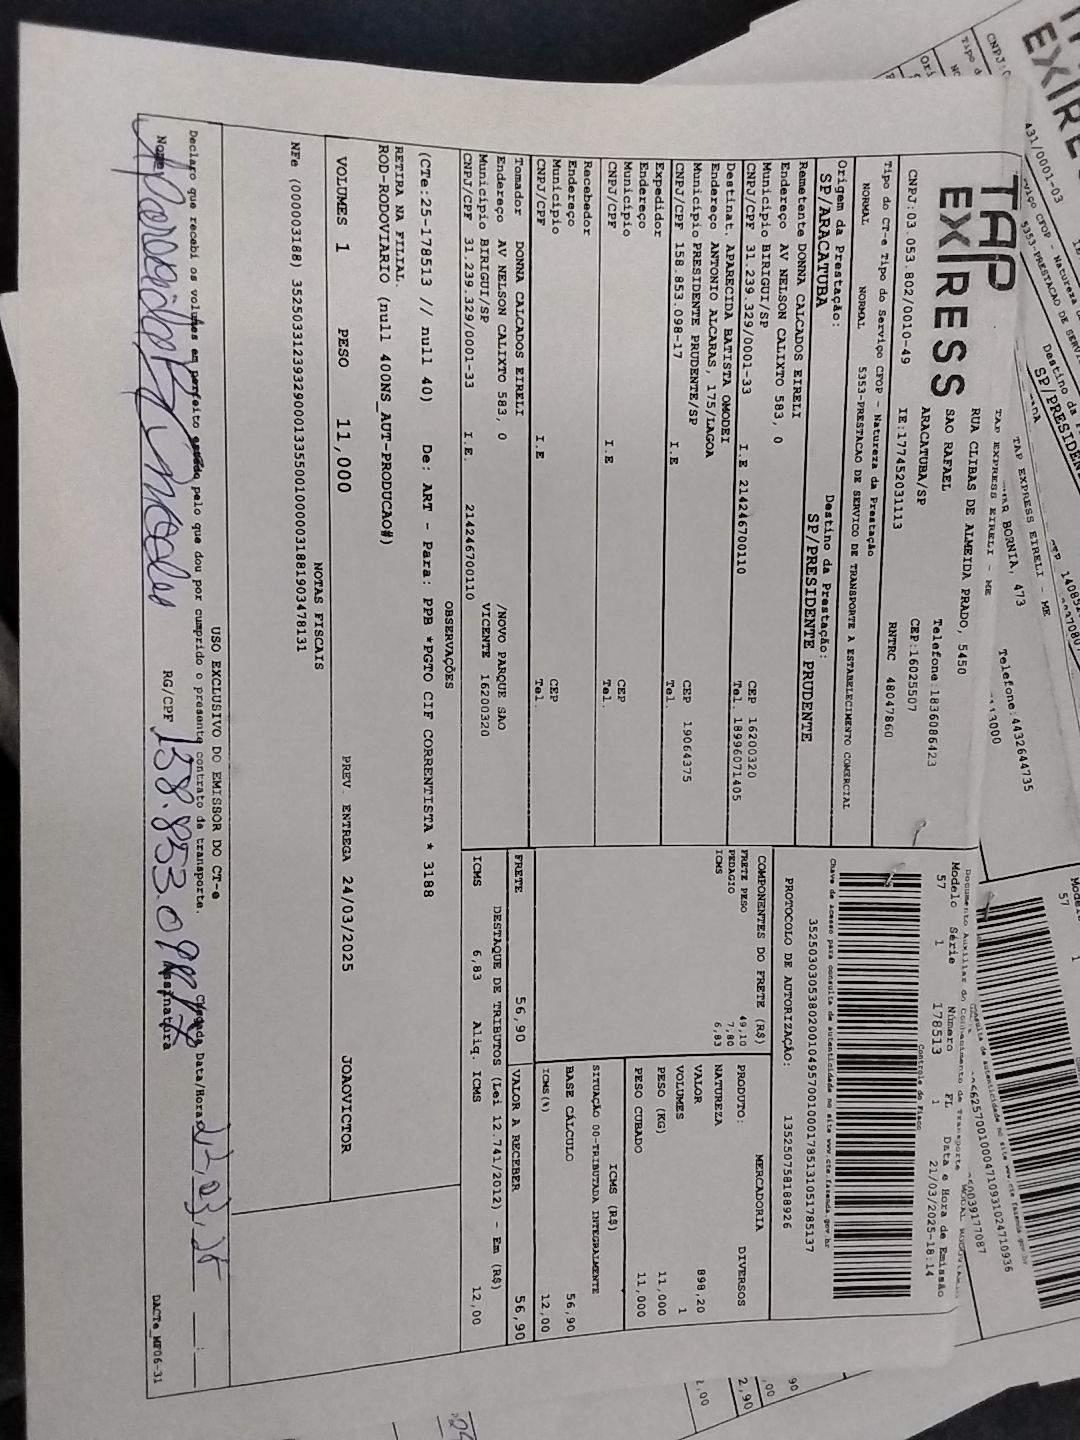 TAP EXPRESS
RUA CLIBAS DE ALMEIDA PRADO, 5450
SAO RAFAEL
ARACATUBA/SP
Telefone:1836086423
CEP:16025507
CNPJ:03.053.802/0010-49 IE:177452031113 RNTRC 48047860
Documento Auxiliar do Conhecimento de Transporte
Modelo Série Número FL Data e Hora de Emissão
57 1 178513 1 21/03/2025-18:14
Controle do Fisco
Chave de acesso para consulta de autenticidade no site www.cte.fazenda.gov.br
35250303053802001049570010001785131051785137
PROTOCOLO DE AUTORIZAÇÃO: 135250758188926
Tipo do CT-e Tipo do Serviço CFOP - Natureza da Prestação
NORMAL NORMAL 5353-PRESTACAO DE SERVICO DE TRANSPORTE A ESTABELECIMENTO COMERCIAL
Origem da Prestação: Destino da Prestação:
SP/ARACATUBA SP/PRESIDENTE PRUDENTE
Remetente DONNA CALCADOS EIRELI
Endereço AV NELSON CALIXTO 583, 0
Município BIRIGUI/SP CEP 16200320
CNPJ/CPF 31.239.329/0001-33 I.E 214246700110 Tel. 18996071405
Destinat. APARECIDA BATISTA OMODEI
Endereço ANTONIO ALCARAS, 175/LAGOA
Município PRESIDENTE PRUDENTE/SP CEP 19064375
CNPJ/CPF 158.853.098-17 I.E Tel.
Expedidor
Endereço
Município CEP
CNPJ/CPF I.E Tel.
Recebedor
Endereço
Município CEP
CNPJ/CPF I.E Tel.
Tomador DONNA CALCADOS EIRELI
Endereço AV NELSON CALIXTO 583, 0 /NOVO PARQUE SAO
Município BIRIGUI/SP VICENTE 16200320
CNPJ/CPF 31.239.329/0001-33 I.E. 214246700110
COMPONENTES DO FRETE (R$)
FRETE PESO 49,10
PEDAGIO 7,80
ICMS 6,83
MERCADORIA
PRODUTO: DIVERSOS
NATUREZA
VALOR 898,20
VOLUMES 1
PESO (KG) 11,000
PESO CUBADO 11,000
ICMS (R$)
SITUAÇÃO 00-TRIBUTADA INTEGRALMENTE
BASE CÁLCULO 56,90
ICMS(%) 12,00
FRETE 56,90 VALOR A RECEBER 56,90
DESTAQUE DE TRIBUTOS (Lei 12.741/2012) - Em (R$)
ICMS 6,83 Aliq. ICMS 12,00
OBSERVAÇÕES
(CTe:25-178513 // null 40) De: ART - Para: PPB *PGTO CIF CORRENTISTA * 3188
RETIRA NA FILIAL.
ROD-RODOVIARIO (null 400NS_AUT-PRODUCAO#)
VOLUMES 1 PESO 11,000 PREV. ENTREGA 24/03/2025 JOAOVICTOR
NOTAS FISCAIS
NFe (000003188) 35250331239329000133550010000031881903478131
USO EXCLUSIVO DO EMISSOR DO CT-e
Declaro que recebi os volumes em perfeito estado pelo que dou por cumprido o presente contrato de transporte.
Chegada Data/Hora
Nome RG/CPF 158.853.098-17 Assinatura
DACTe_MF06-31